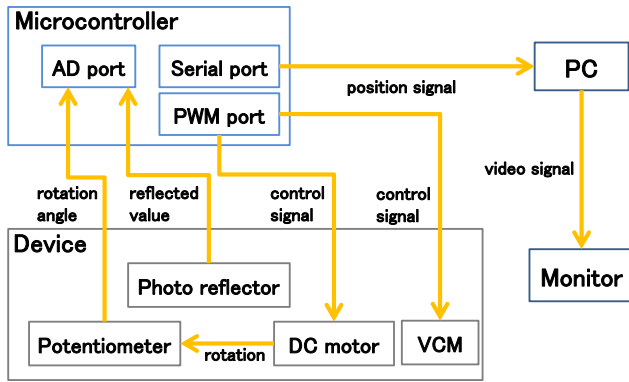 Microcontroller
AD port
Serial port
PC
position signal
PWM port
video signal
rotation
angle
reflected
value
control
signal
control
signal
Device
Photo reflector
Monitor
Potentiometer
rotation
DC motor
VCM